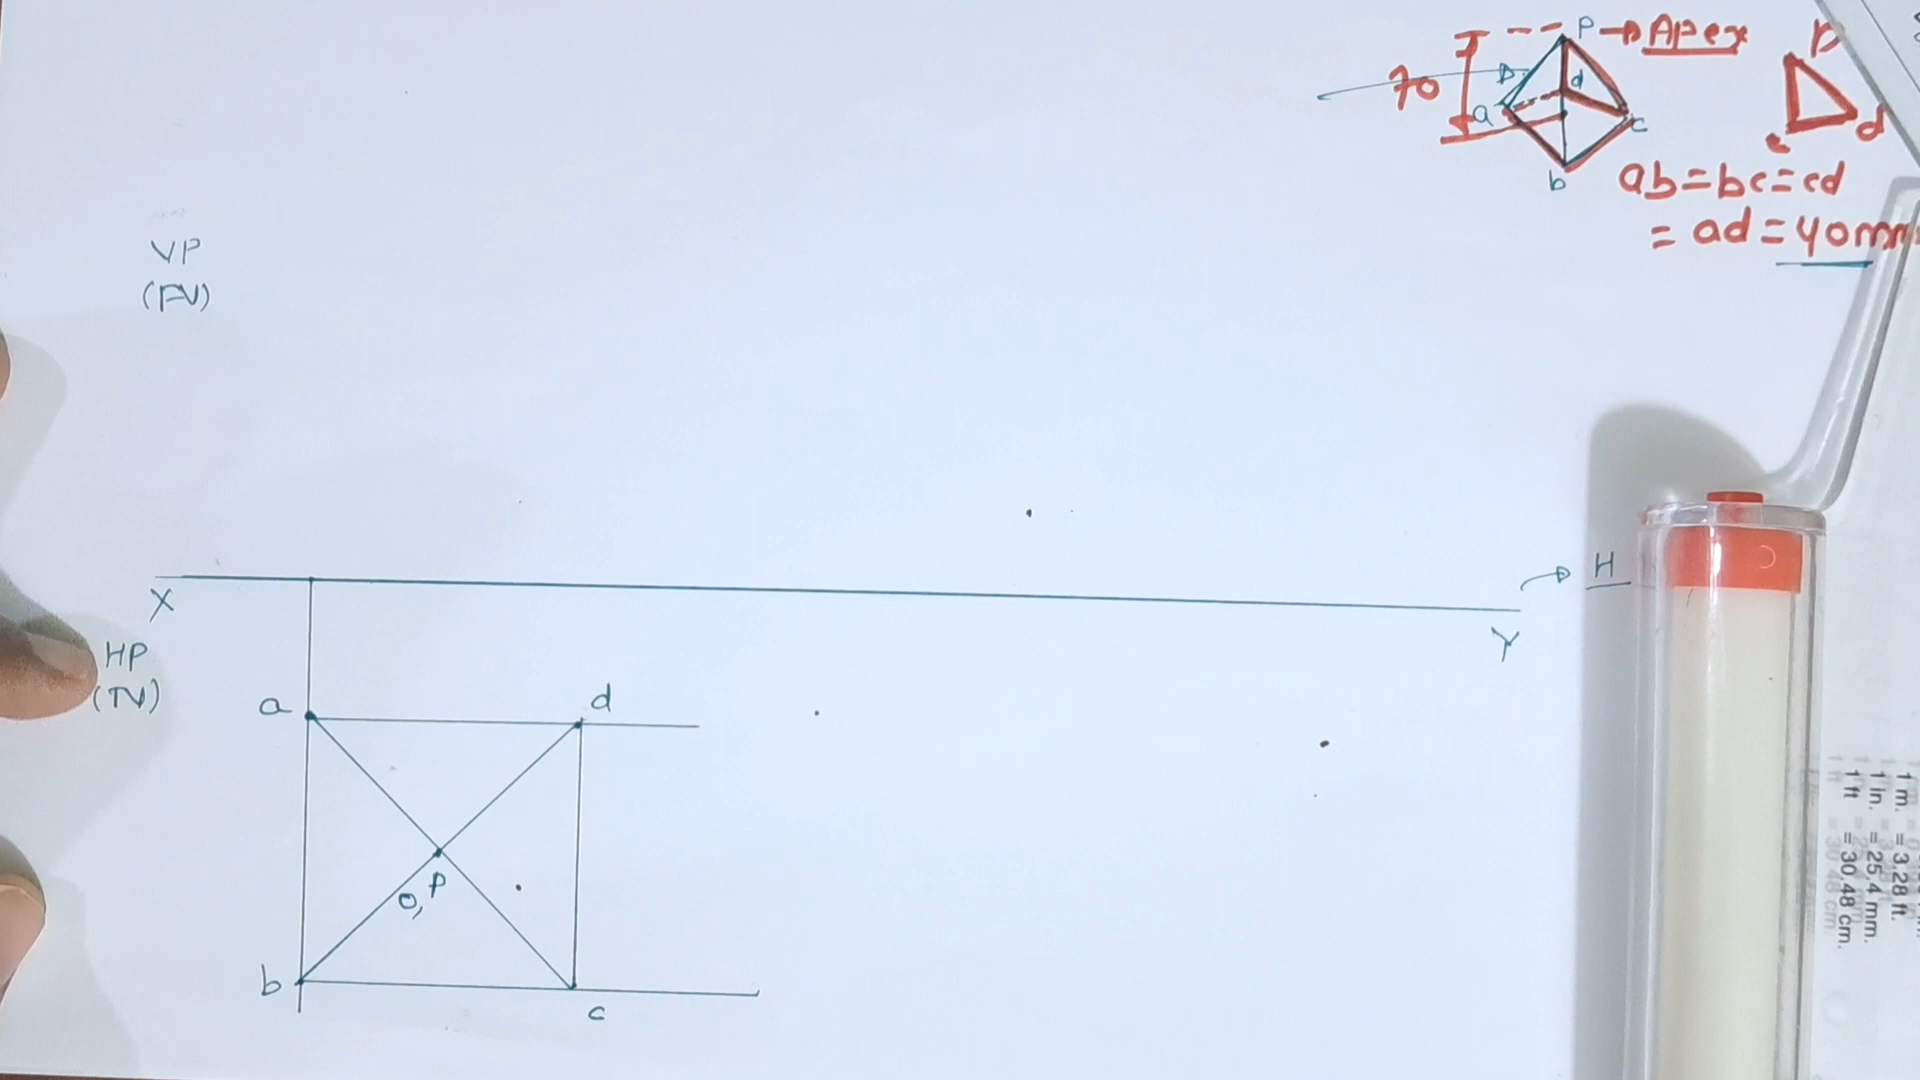 P → Apex
p
70
D
d
a
c
d
b
ab = bc = cd
= ad = 40mm
VP
(FV)
H
X
Y
HP
(TV)
a
d
o, p
b
c
1 m. = 3.28 ft.
1 in. = 25.4 mm.
1 ft = 30.48 cm.